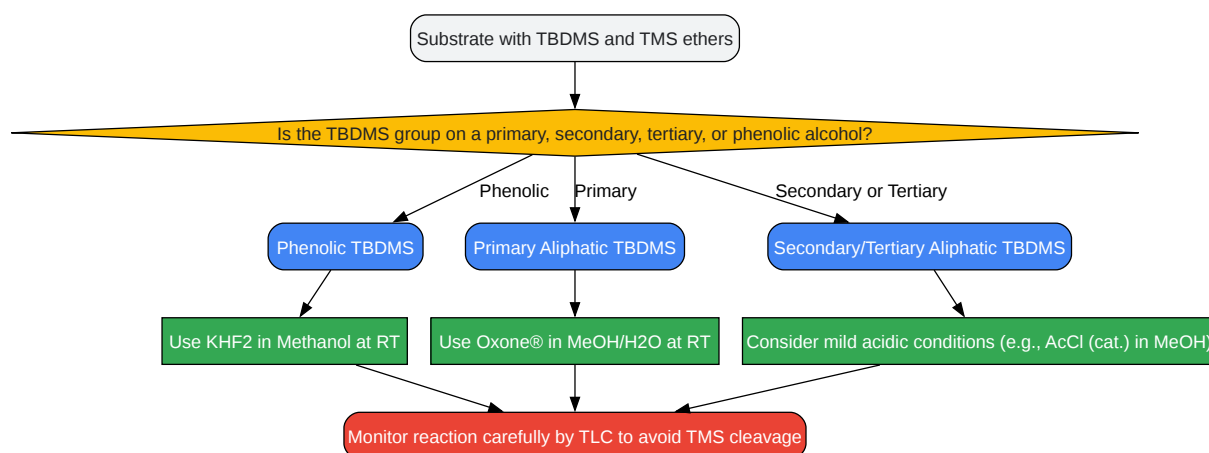 Substrate with TBDMS and TMS ethers
Is the TBDMS group on a primary, secondary, tertiary, or phenolic alcohol?
Phenolic
Primary
Secondary or Tertiary
Phenolic TBDMS
Primary Aliphatic TBDMS
Secondary/Tertiary Aliphatic TBDMS
Use KHF2 in Methanol at RT
Use Oxone® in MeOH/H2O at RT
Consider mild acidic conditions (e.g., AcCl (cat.) in MeOH)
Monitor reaction carefully by TLC to avoid TMS cleavage